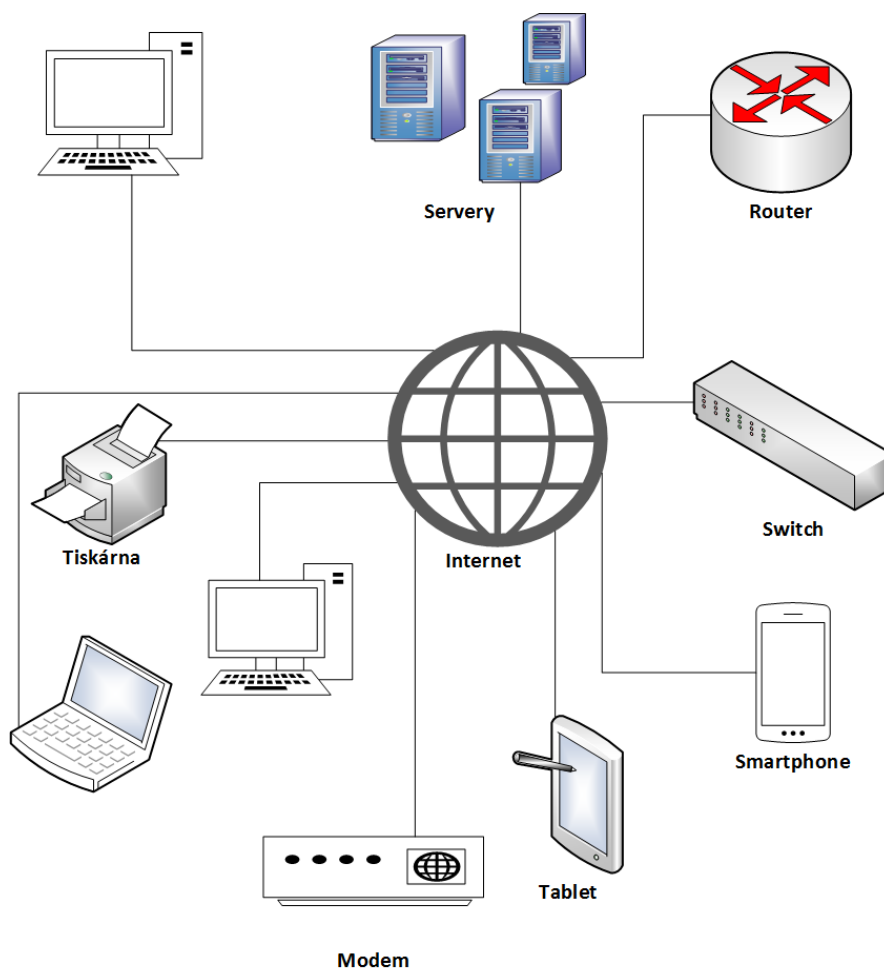 Servery
Router
Tiskárna
Internet
Switch
Smartphone
Tablet
Modem